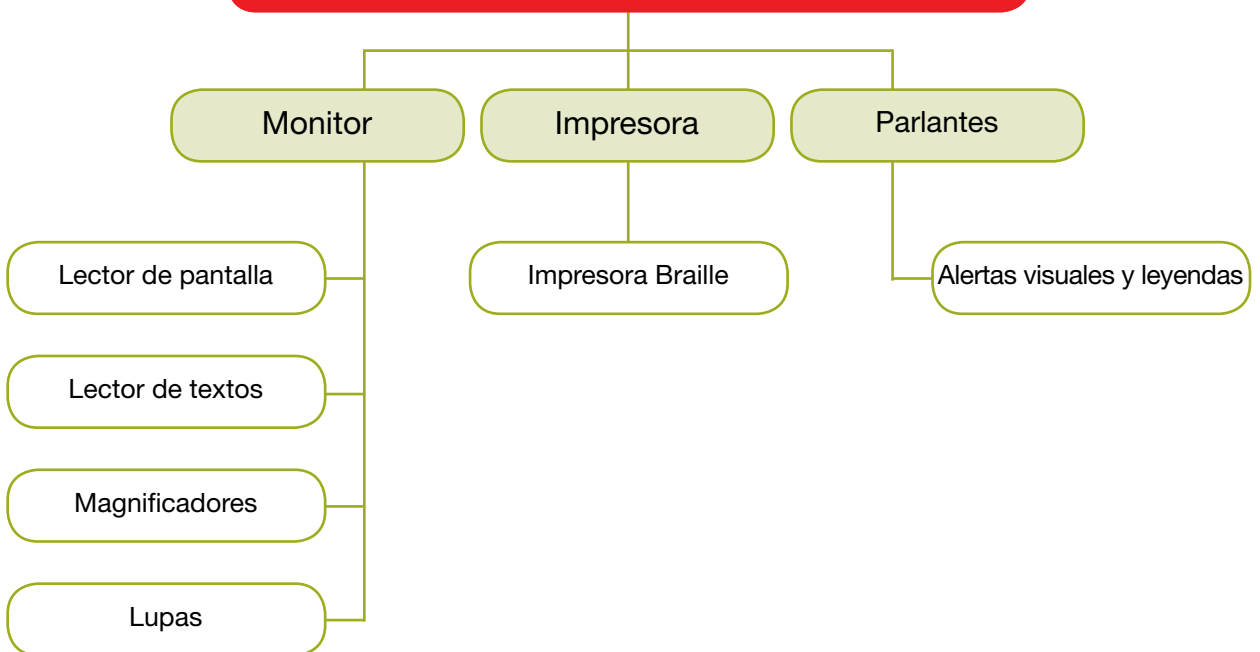 Monitor
Impresora
Parlantes
Lector de pantalla
Impresora Braille
Alertas visuales y leyendas
Lector de textos
Magnificadores
Lupas